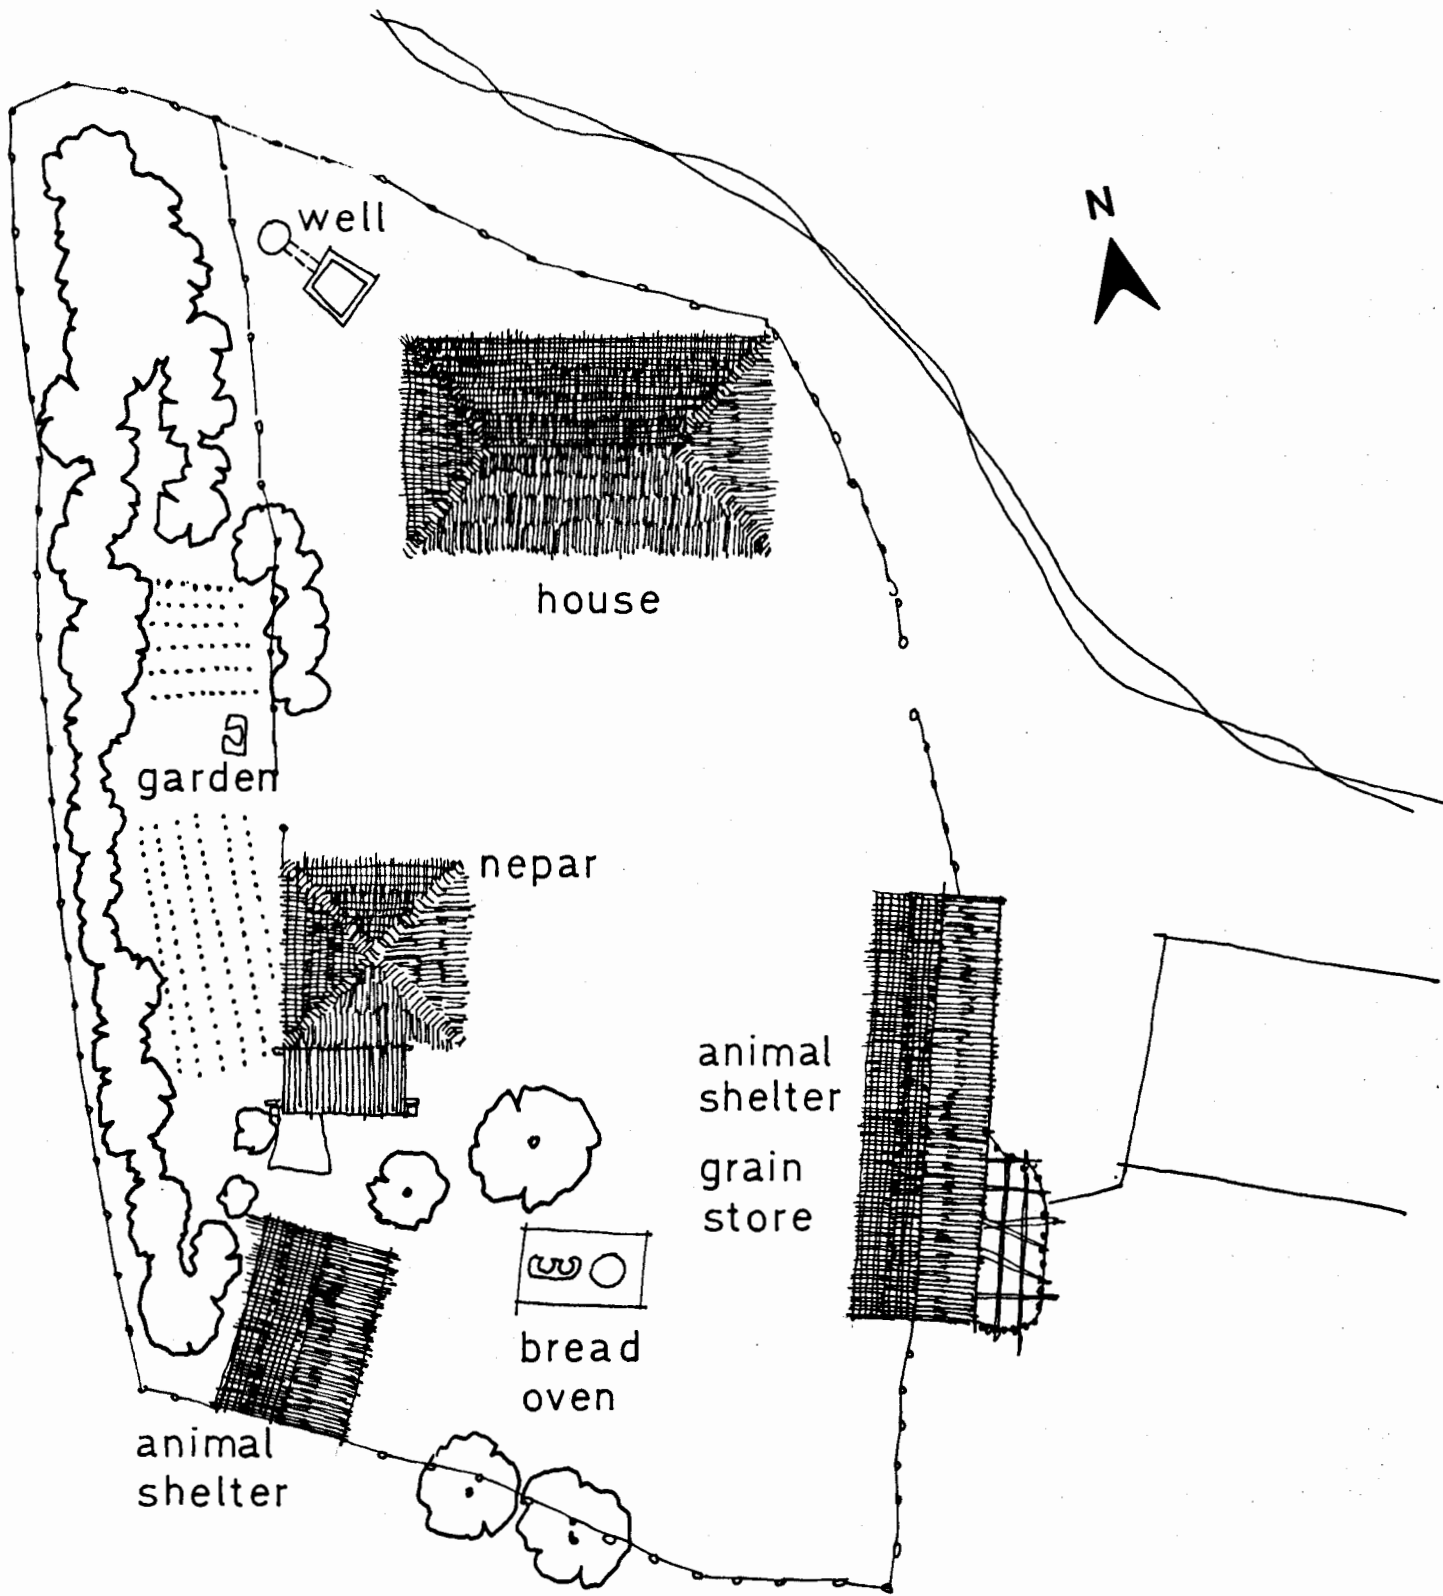 N
well
house
garden
nepar
animal
shelter
grain
store
bread
oven
animal
shelter